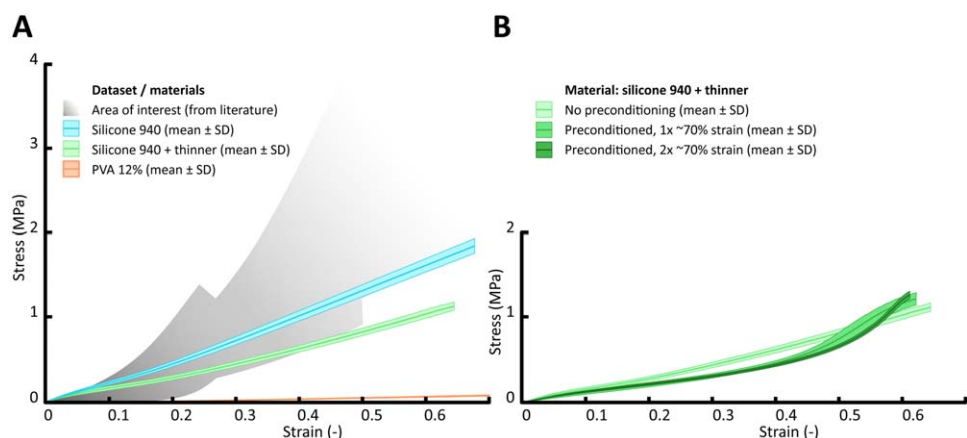 A
Dataset / materials
Area of interest (from literature)
Silicone 940 (mean ± SD)
Silicone 940 + thinner (mean ± SD)
PVA 12% (mean ± SD)
Stress (MPa)
4
3
2
1
0
0
0.1
0.2
0.3
0.4
0.5
0.6
Strain (-)
B
Material: silicone 940 + thinner
No preconditioning (mean ± SD)
Preconditioned, 1x ~70% strain (mean ± SD)
Preconditioned, 2x ~70% strain (mean ± SD)
Stress (MPa)
2
1
0
0
0.1
0.2
0.3
0.4
0.5
0.6
Strain (-)